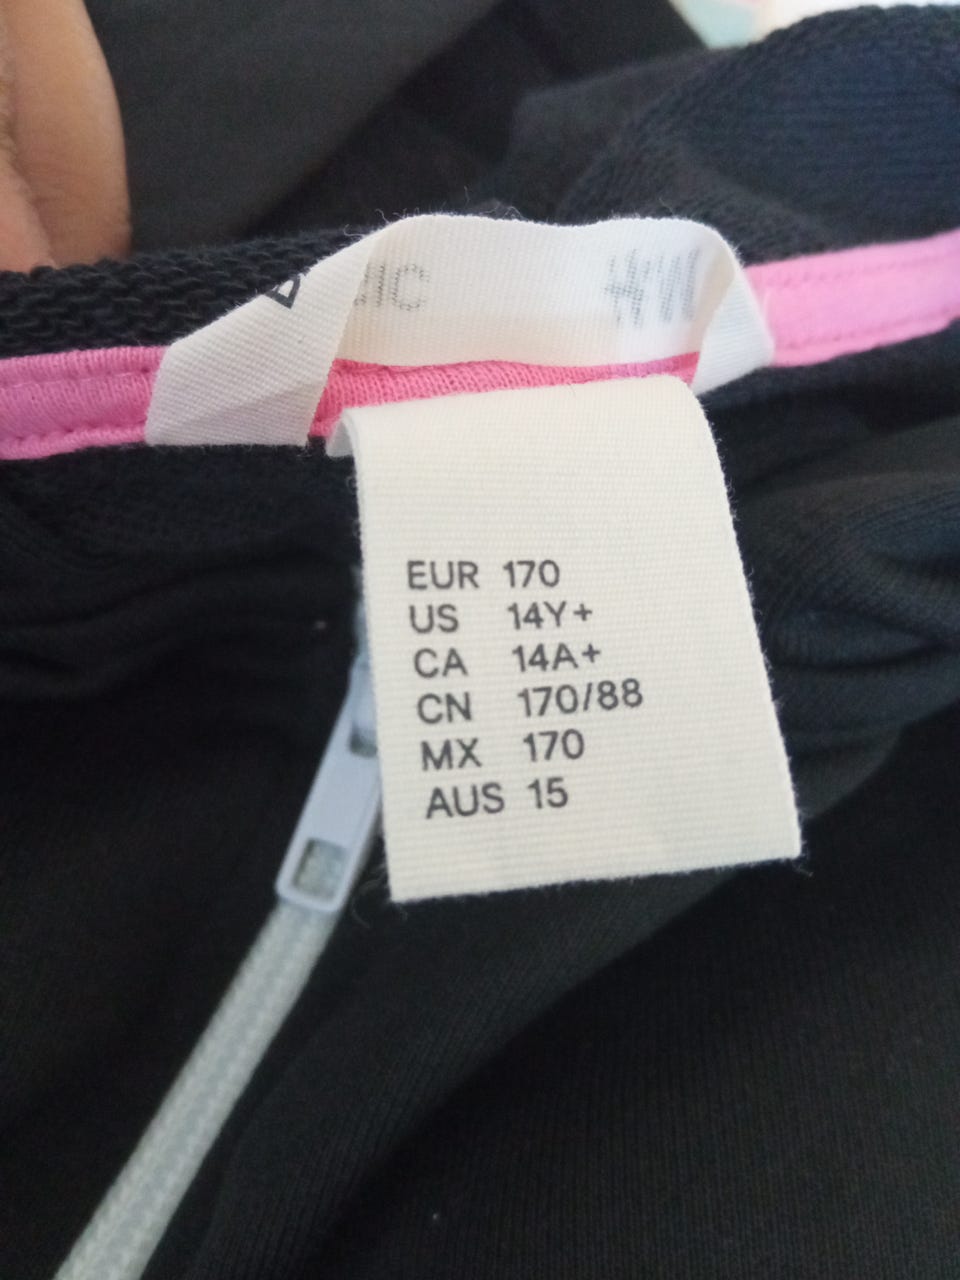 EUR 170
US 14Y+
CA 14A+
CN 170/88
MX 170
AUS 15